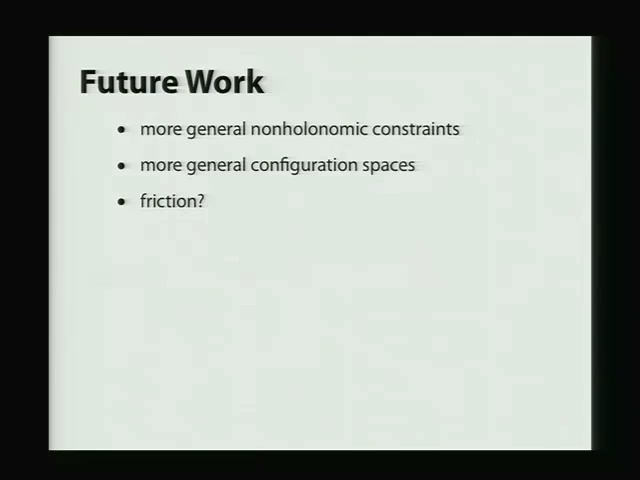 Future Work
• more general nonholonomic constraints
• more general configuration spaces
• friction?